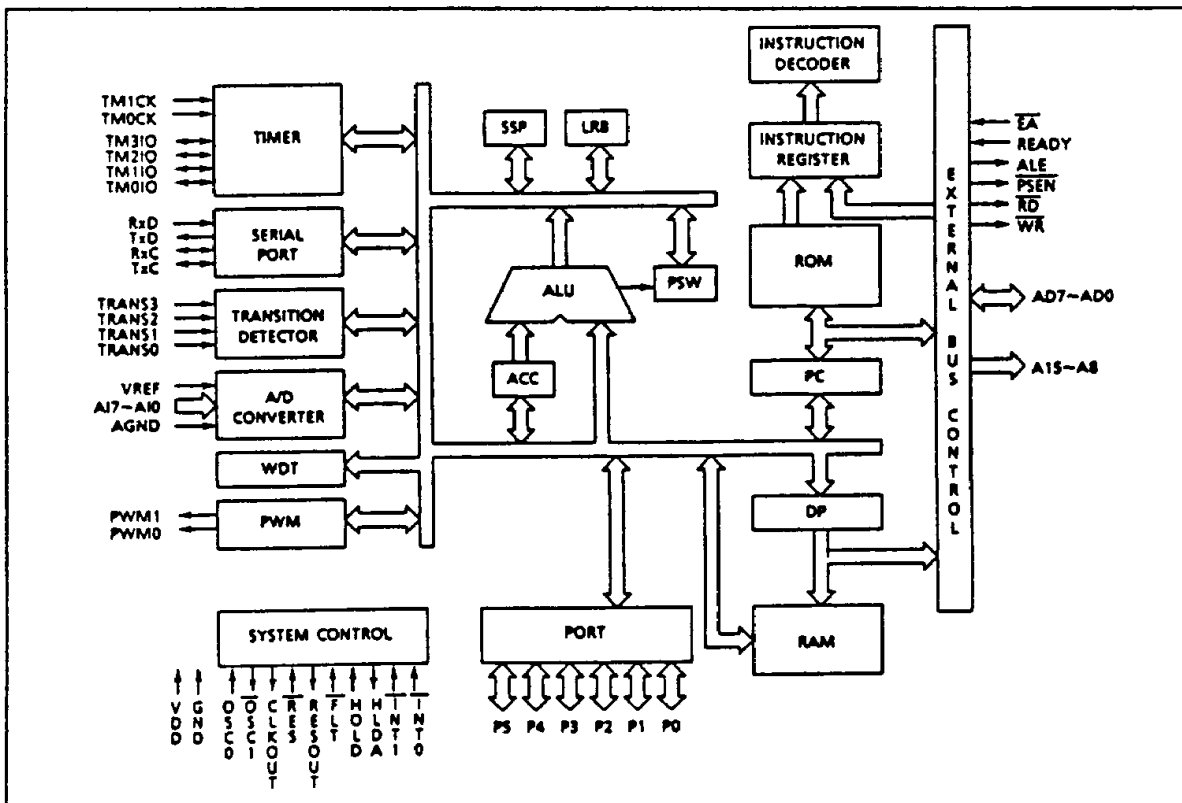 TM1CK
TM0CK
TM3IO
TM2IO
TM1IO
TM0IO
TIMER
RxD
TxD
RxC
TxC
SERIAL
PORT
TRANS3
TRANS2
TRANS1
TRANS0
TRANSITION
DETECTOR
VREF
AI7~AI0
AGND
A/D
CONVERTER
WDT
PWM1
PWM0
PWM
SSP
LRB
ALU
PSW
ACC
INSTRUCTION
DECODER
INSTRUCTION
REGISTER
ROM
PC
DP
RAM
EXTERNAL BUS CONTROL
EA
READY
ALE
PSEN
RD
WR
AD7~AD0
A15~A8
SYSTEM CONTROL
VDD
GND
OSC0
OSC1
CLKOUT
RES
RESOUT
FLT
HOLD
HLDA
INT1
INT0
PORT
P5
P4
P3
P2
P1
P0